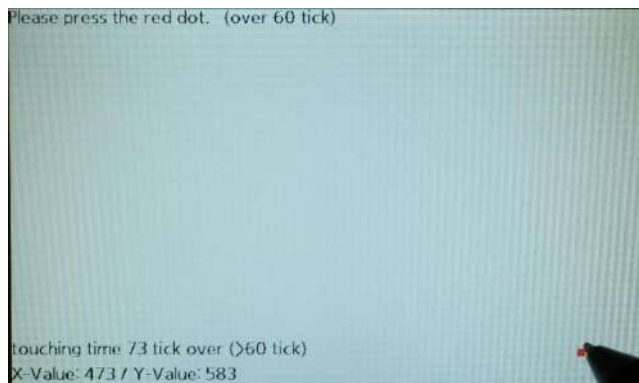 Please press the red dot. (over 60 tick)
touching time 73 tick over (>60 tick)
X-Value: 473 / Y-Value: 583